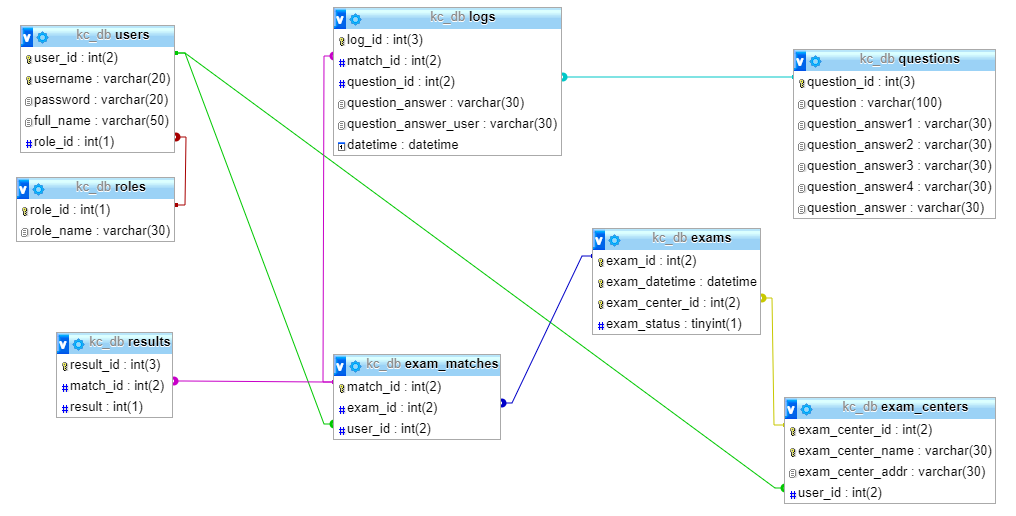 kc_db users
user_id : int(2)
username : varchar(20)
password : varchar(20)
full_name : varchar(50)
role_id : int(1)
kc_db roles
role_id : int(1)
role_name : varchar(30)
kc_db logs
log_id : int(3)
match_id : int(2)
question_id : int(2)
question_answer : varchar(30)
question_answer_user : varchar(30)
datetime : datetime
kc_db questions
question_id : int(3)
question : varchar(100)
question_answer1 : varchar(30)
question_answer2 : varchar(30)
question_answer3 : varchar(30)
question_answer4 : varchar(30)
question_answer : varchar(30)
kc_db exams
exam_id : int(2)
exam_datetime : datetime
exam_center_id : int(2)
exam_status : tinyint(1)
kc_db results
result_id : int(3)
match_id : int(2)
result : int(1)
kc_db exam_matches
match_id : int(2)
exam_id : int(2)
user_id : int(2)
kc_db exam_centers
exam_center_id : int(2)
exam_center_name : varchar(30)
exam_center_addr : varchar(30)
user_id : int(2)